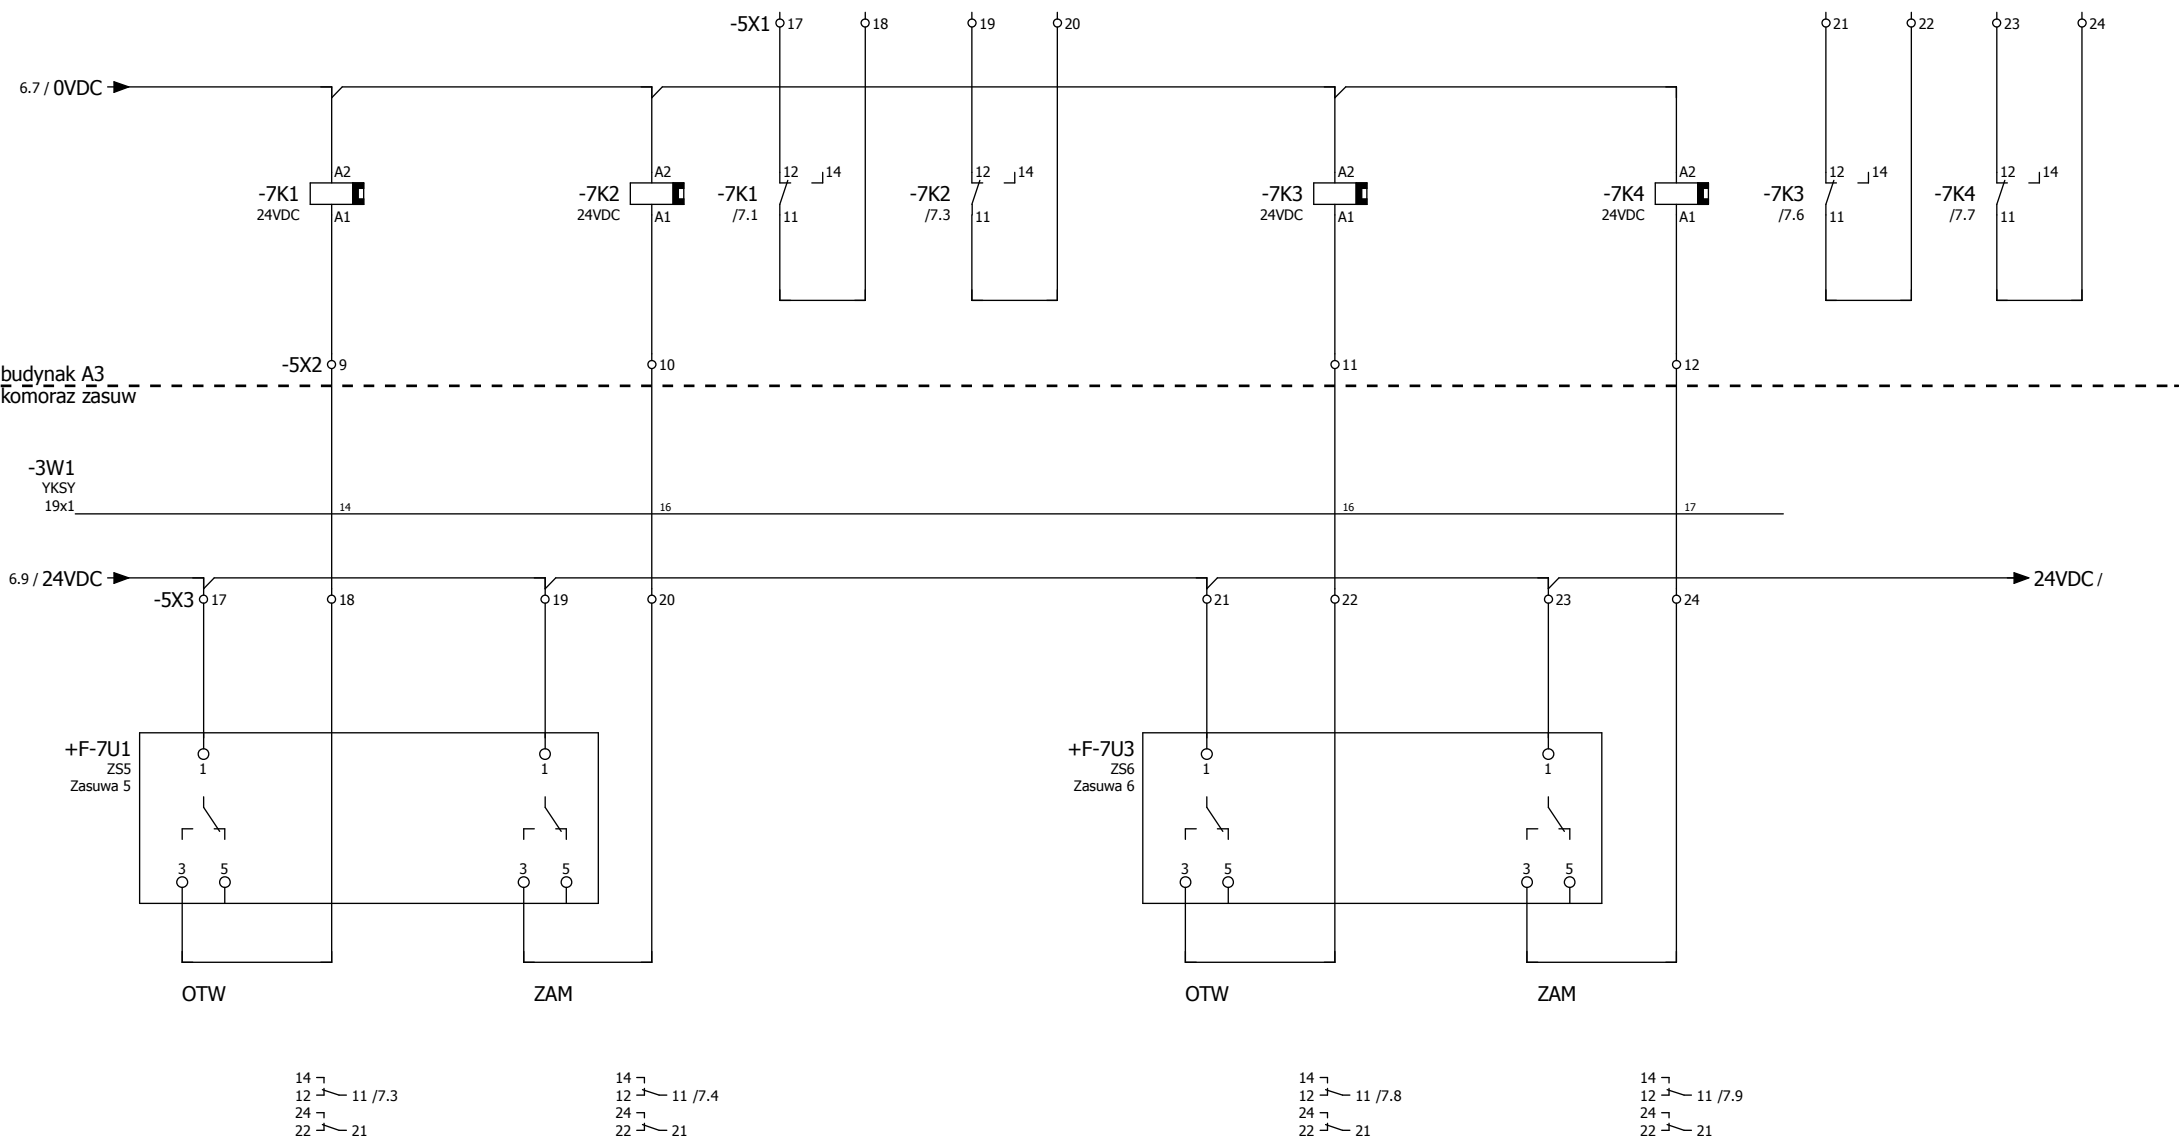 -5X1 17 18 19 20 21 22 23 24
6.7 / 0VDC
A2 A2 12 14 12 14 A2 A2 12 14 12 14
-7K1 -7K2 -7K1 -7K2 -7K3 -7K4 -7K3 -7K4
24VDC A1 24VDC A1 /7.1 11 /7.3 11 24VDC A1 24VDC A1 /7.6 11 /7.7 11
-5X2 9 10 11 12
budynak A3
komoraz zasuw
-3W1
YKSY
19x1 14 16 16 17
6.9 / 24VDC 24VDC /
-5X3 17 18 19 20 21 22 23 24
+F-7U1 +F-7U3
ZS5 1 1 ZS6 1 1
Zasuwa 5 Zasuwa 6
3 5 3 5 3 5 3 5
OTW ZAM OTW ZAM
14 14 14 14
12 11 /7.3 12 11 /7.4 12 11 /7.8 12 11 /7.9
24 24 24 24
22 21 22 21 22 21 22 21